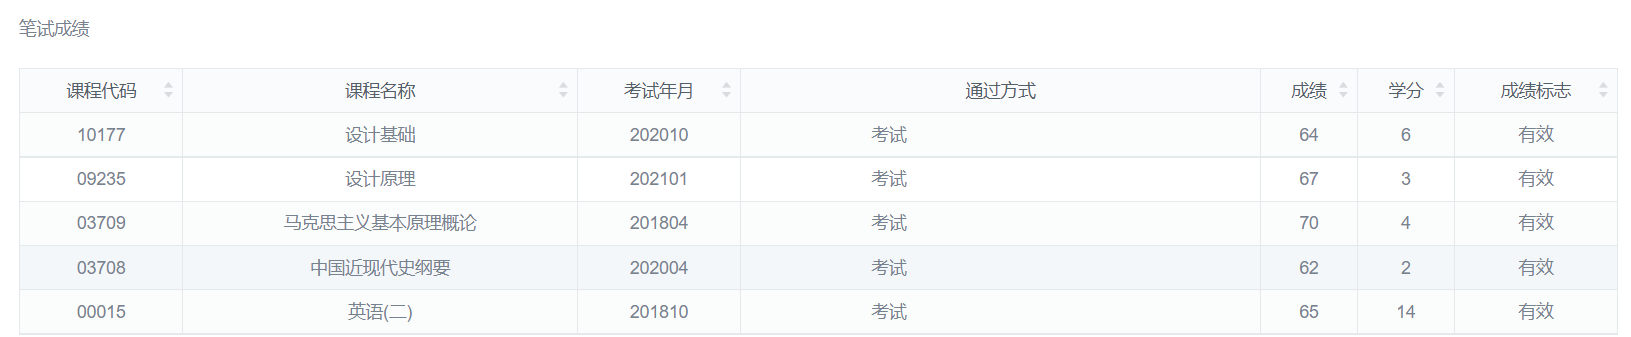 笔试成绩
课程代码 课程名称 考试年月 通过方式 成绩 学分 成绩标志
10177 设计基础 202010 考试 64 6 有效
09235 设计原理 202101 考试 67 3 有效
03709 马克思主义基本原理概论 201804 考试 70 4 有效
03708 中国近现代史纲要 202004 考试 62 2 有效
00015 英语(二) 201810 考试 65 14 有效